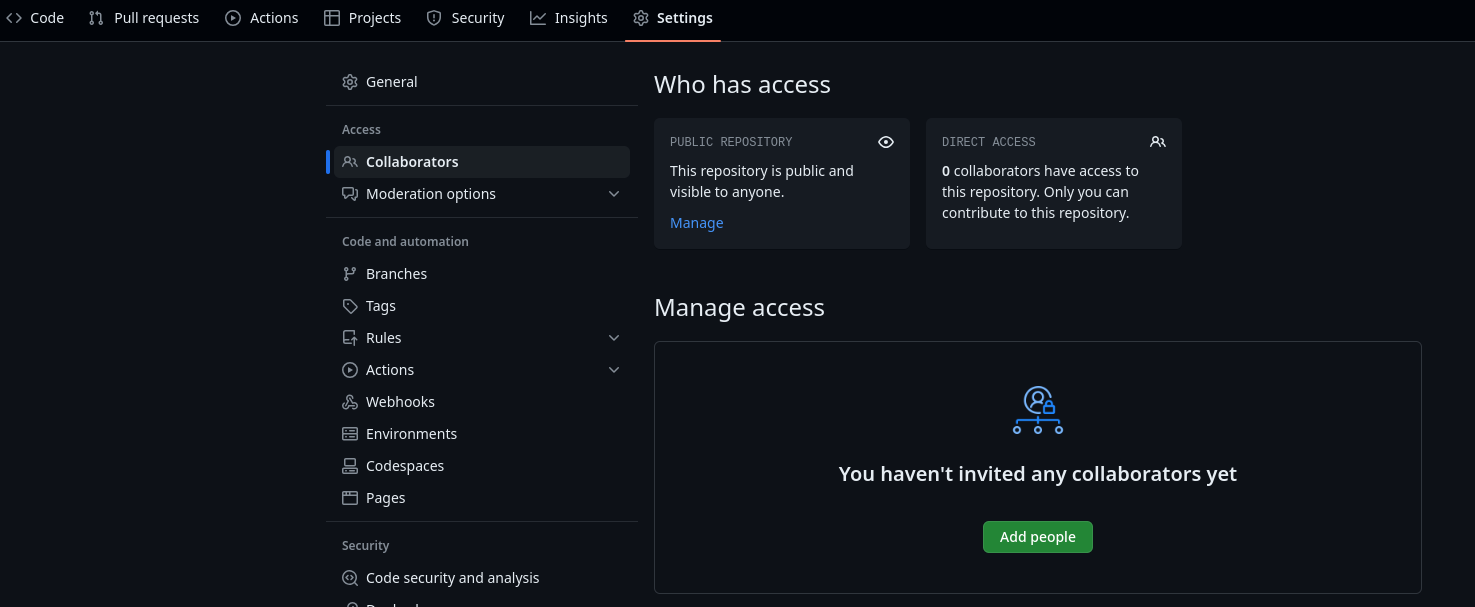 Code Pull requests Actions Projects Security Insights Settings
General
Access
Collaborators
Moderation options
Code and automation
Branches
Tags
Rules
Actions
Webhooks
Environments
Codespaces
Pages
Security
Code security and analysis
Who has access
PUBLIC REPOSITORY
This repository is public and
visible to anyone.
Manage
DIRECT ACCESS
0 collaborators have access to
this repository. Only you can
contribute to this repository.
Manage access
You haven't invited any collaborators yet
Add people